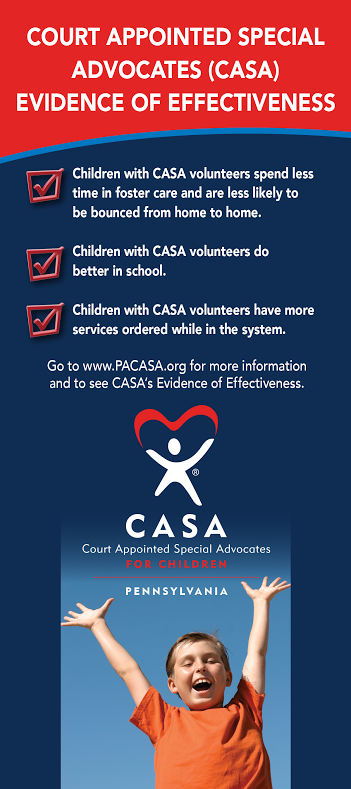 COURT APPOINTED SPECIAL
ADVOCATES (CASA)
EVIDENCE OF EFFECTIVENESS
Children with CASA volunteers spend less
time in foster care and are less likely to
be bounced from home to home.
Children with CASA volunteers do
better in school.
Children with CASA volunteers have more
services ordered while in the system.
Go to www.PACASA.org for more information
and to see CASA's Evidence of Effectiveness.
®
CASA
Court Appointed Special Advocates
FOR CHILDREN
PENNSYLVANIA